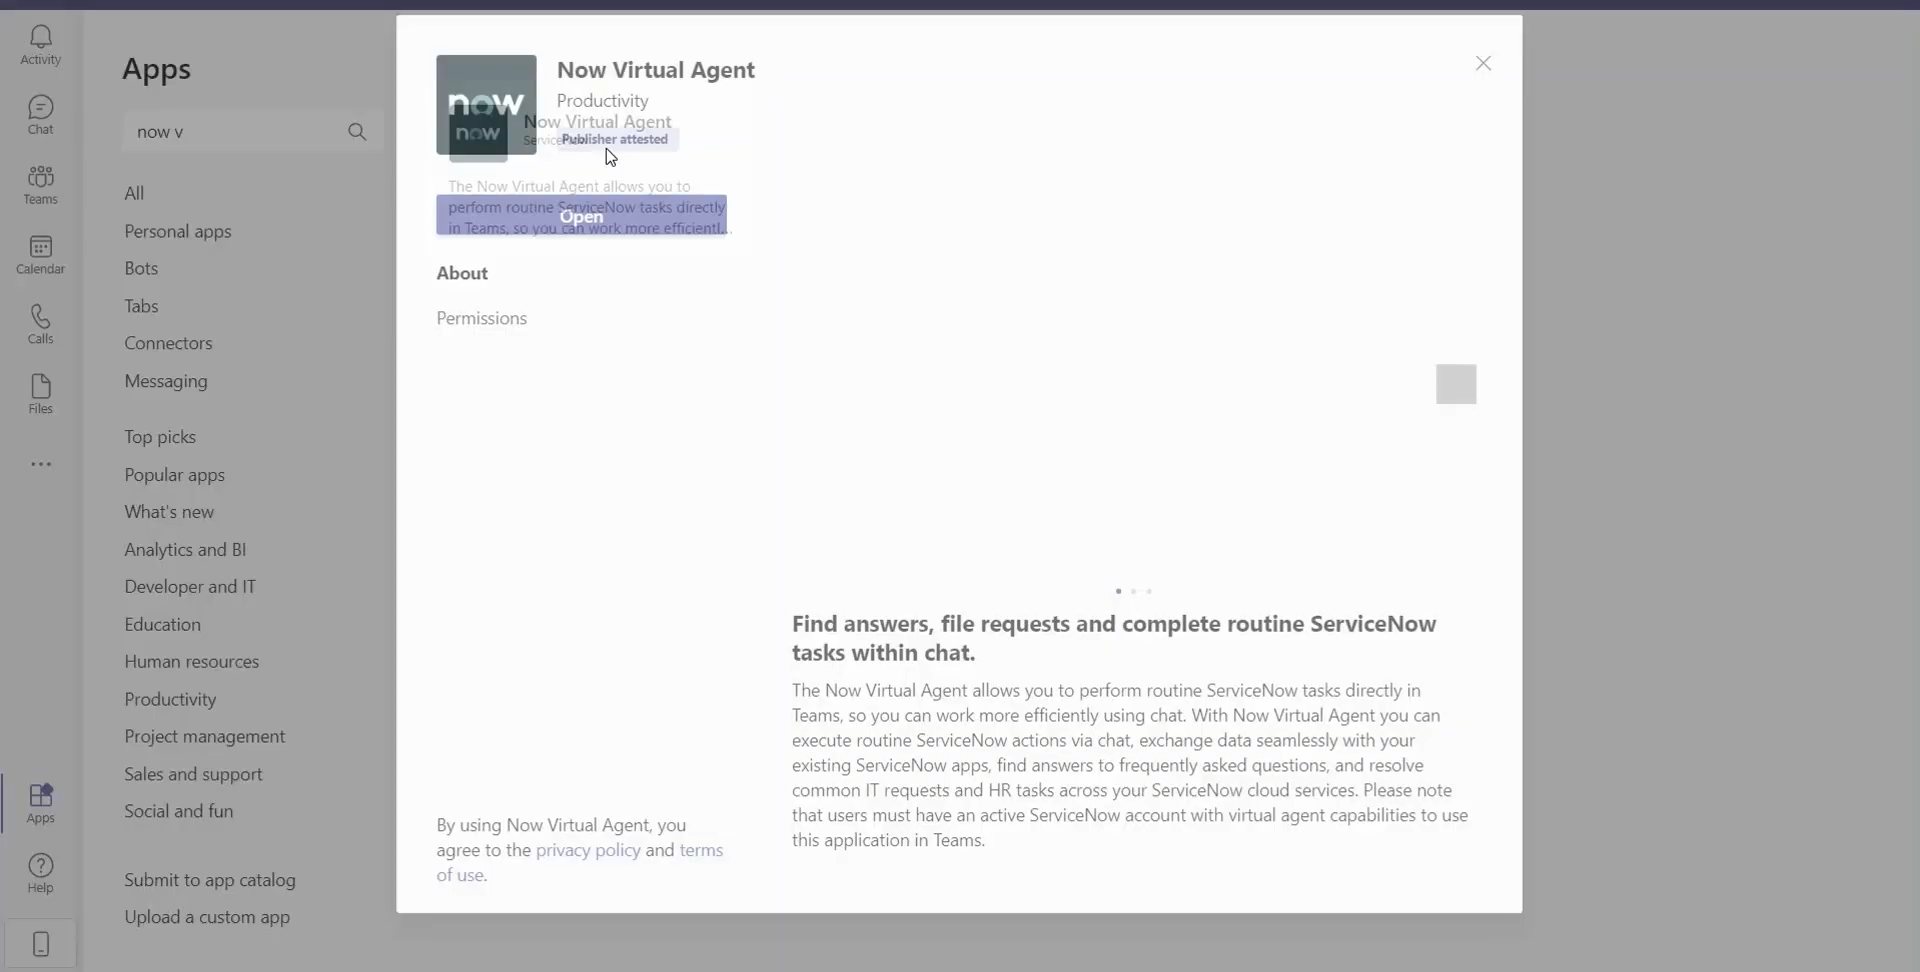 Activity
Chat
Teams
Calendar
Calls
Files
Apps
Help
Apps
now v
All
Personal apps
Bots
Tabs
Connectors
Messaging
Top picks
Popular apps
What's new
Analytics and BI
Developer and IT
Education
Human resources
Productivity
Project management
Sales and support
Social and fun
Submit to app catalog
Upload a custom app
now
now
Now Virtual Agent
Productivity
Now Virtual Agent
Publisher attested
The Now Virtual Agent allows you to
perform routine ServiceNow tasks directly
in Teams, so you can work more efficientl...
Open
About
Permissions
By using Now Virtual Agent, you
agree to the privacy policy and terms
of use.
Find answers, file requests and complete routine ServiceNow
tasks within chat.
The Now Virtual Agent allows you to perform routine ServiceNow tasks directly in
Teams, so you can work more efficiently using chat. With Now Virtual Agent you can
execute routine ServiceNow actions via chat, exchange data seamlessly with your
existing ServiceNow apps, find answers to frequently asked questions, and resolve
common IT requests and HR tasks across your ServiceNow cloud services. Please note
that users must have an active ServiceNow account with virtual agent capabilities to use
this application in Teams.